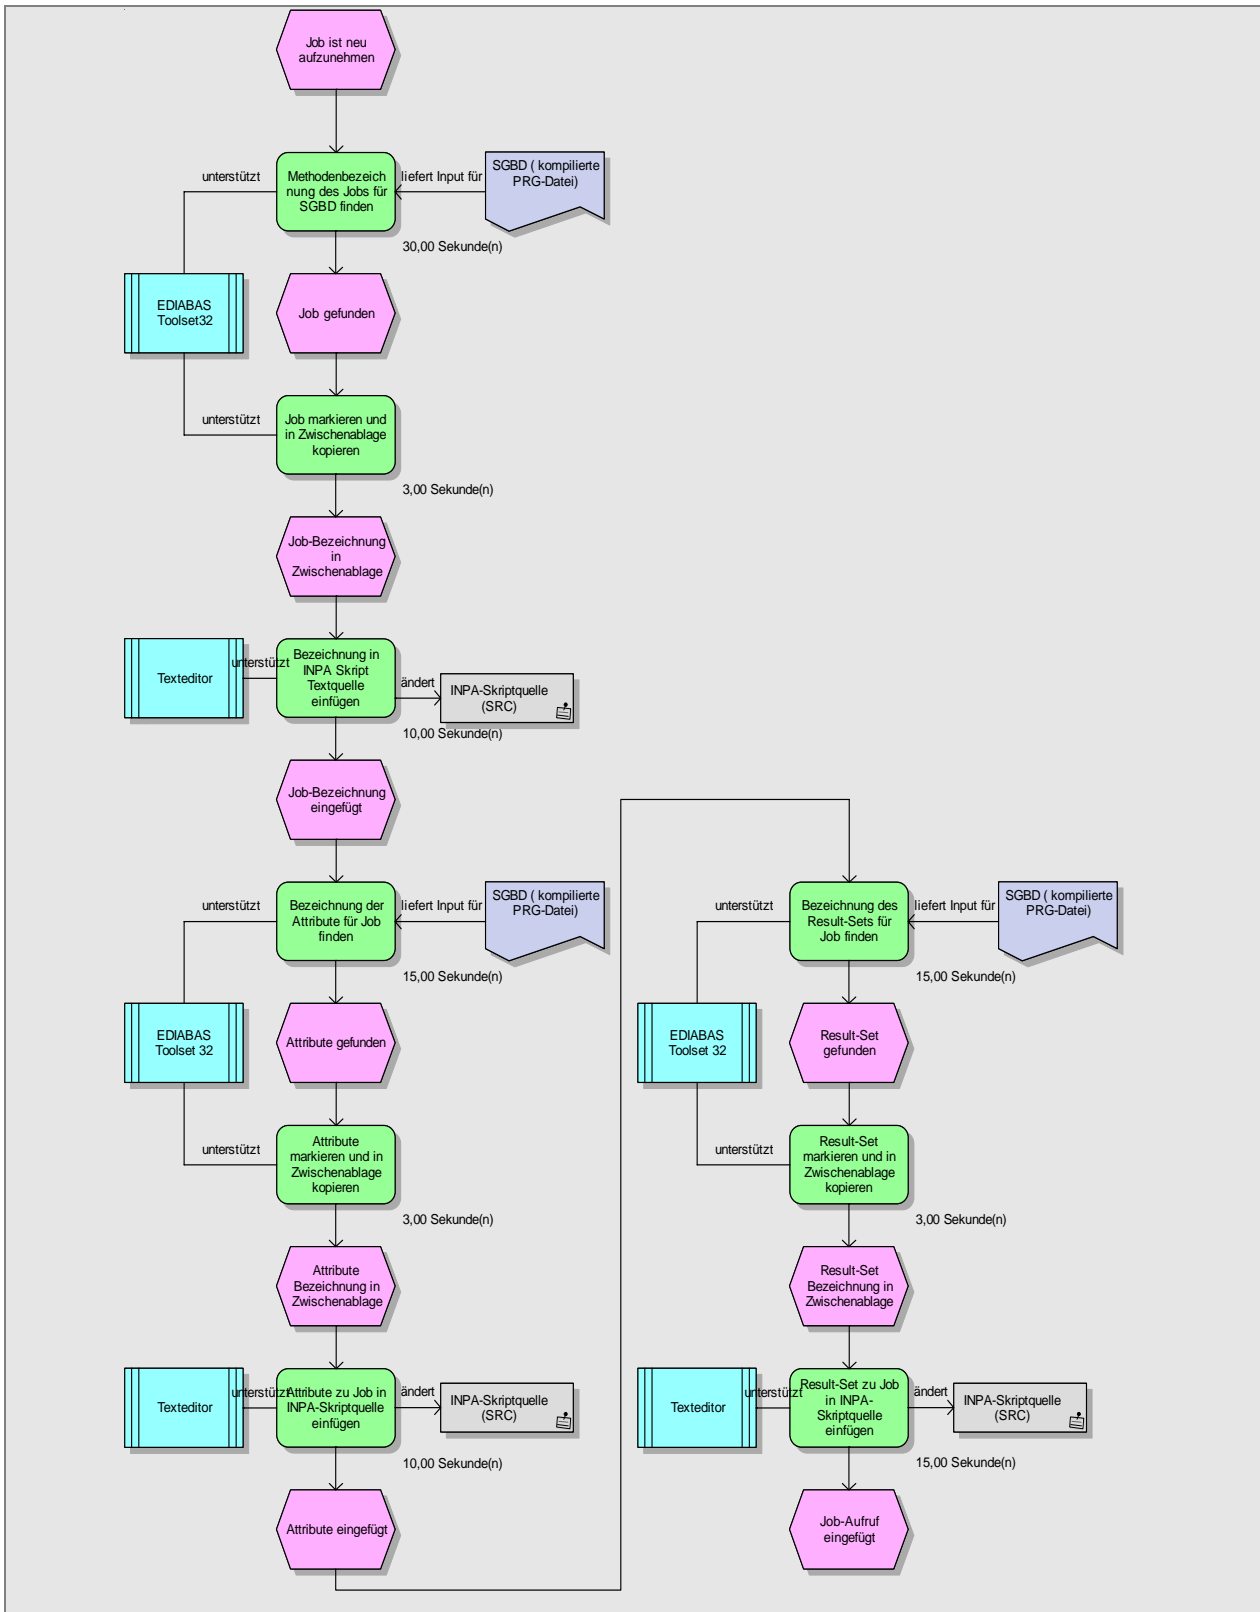 Job ist neu
aufzunehmen
unterstützt
Methodenbezeich
nung des Jobs für
SGBD finden
liefert Input für
SGBD ( kompilierte
PRG-Datei)
30,00 Sekunde(n)
EDIABAS
Toolset32
Job gefunden
unterstützt
Job markieren und
in Zwischenablage
kopieren
3,00 Sekunde(n)
Job-Bezeichnung
in
Zwischenablage
Texteditor
unterstützt
Bezeichnung in
INPA Skript
Textquelle
einfügen
ändert
INPA-Skriptquelle
(SRC)
10,00 Sekunde(n)
Job-Bezeichnung
eingefügt
unterstützt
Bezeichnung der
Attribute für Job
finden
liefert Input für
SGBD ( kompilierte
PRG-Datei)
15,00 Sekunde(n)
EDIABAS
Toolset 32
Attribute gefunden
unterstützt
Attribute
markieren und in
Zwischenablage
kopieren
3,00 Sekunde(n)
Attribute
Bezeichnung in
Zwischenablage
Texteditor
unterstützt
Attribute zu Job in
INPA-Skriptquelle
einfügen
ändert
INPA-Skriptquelle
(SRC)
10,00 Sekunde(n)
Attribute eingefügt
unterstützt
Bezeichnung des
Result-Sets für
Job finden
liefert Input für
SGBD ( kompilierte
PRG-Datei)
15,00 Sekunde(n)
EDIABAS
Toolset 32
Result-Set
gefunden
unterstützt
Result-Set
markieren und in
Zwischenablage
kopieren
3,00 Sekunde(n)
Result-Set
Bezeichnung in
Zwischenablage
Texteditor
unterstützt
Result-Set zu Job
in INPA-
Skriptquelle
einfügen
ändert
INPA-Skriptquelle
(SRC)
15,00 Sekunde(n)
Job-Aufruf
eingefügt